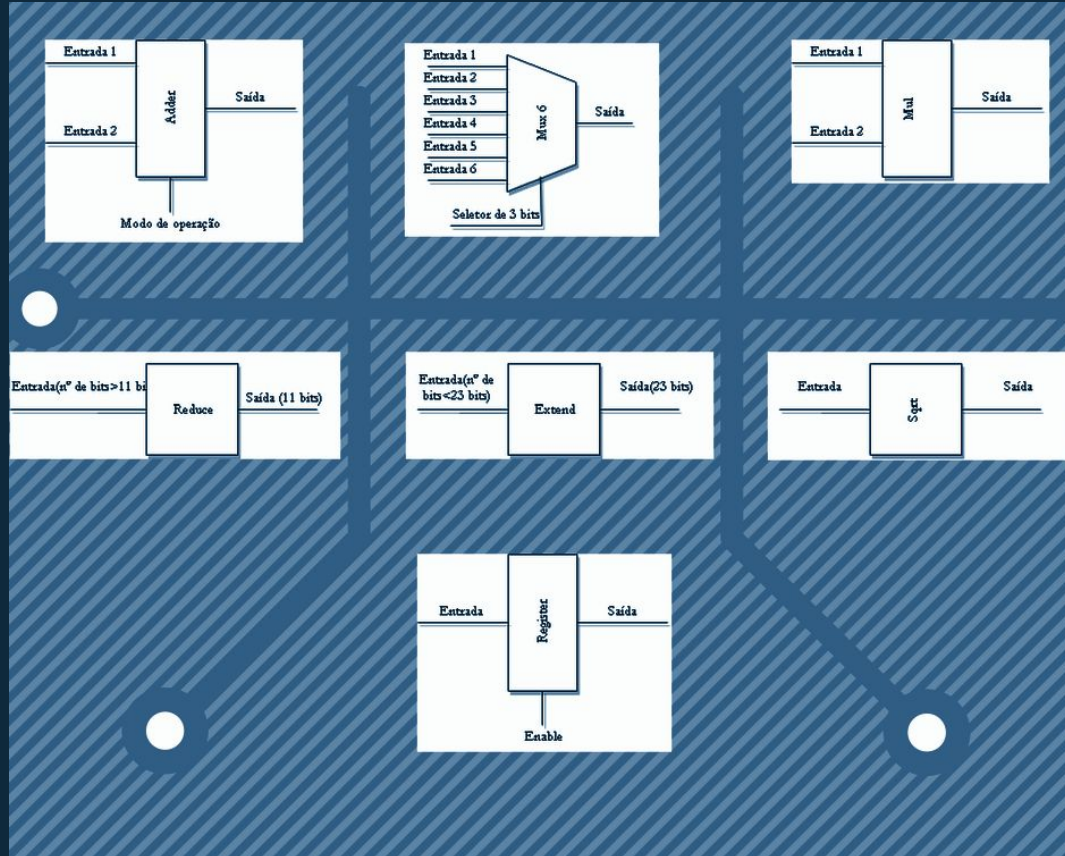 Entrada 1
Entrada 2
Adder
Saída
Modo de operação
Entrada 1
Entrada 2
Entrada 3
Entrada 4
Entrada 5
Entrada 6
Mux 6
Saída
Seletor de 3 bits
Entrada 1
Entrada 2
Mul
Saída
Entrada(nº de bits>11 bi
Reduce
Saída (11 bits)
Entrada(nº de
bits<23 bits)
Extend
Saída(23 bits)
Entrada
Sqrt
Saída
Entrada
Register
Saída
Enable